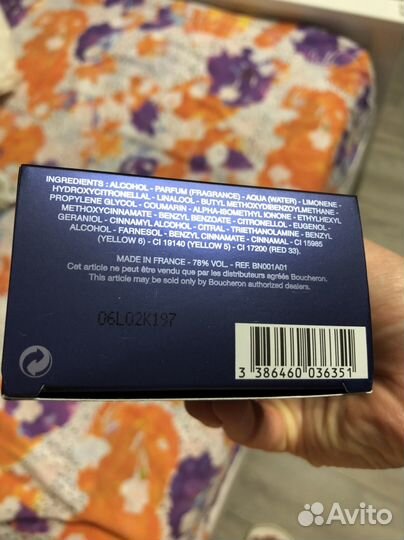 INGREDIENTS : ALCOHOL - PARFUM (FRAGRANCE) - AQUA (WATER) - LIMONENE -
HYDROXYCITRONELLAL - LINALOOL - BUTYL METHOXYDIBENZOYLMETHANE -
PROPYLENE GLYCOL - COUMARIN - ALPHA-ISOMETHYL IONONE - ETHYLHEXYL
METHOXYCINNAMATE - BENZYL BENZOATE - CITRONELLOL - EUGENOL -
GERANIOL - CINNAMYL ALCOHOL - CITRAL - TRIETHANOLAMINE - BENZYL
ALCOHOL - FARNESOL - BENZYL CINNAMATE - CINNAMAL - CI 15985
(YELLOW 6) - CI 19140 (YELLOW 5) - CI 17200 (RED 33).
MADE IN FRANCE - 78% VOL. - REF. BN001A01
Cet article ne peut être vendu que par les distributeurs agréés Boucheron.
This article may be sold only by Boucheron authorized dealers.
06L02K197
3 386460 036351
Avito